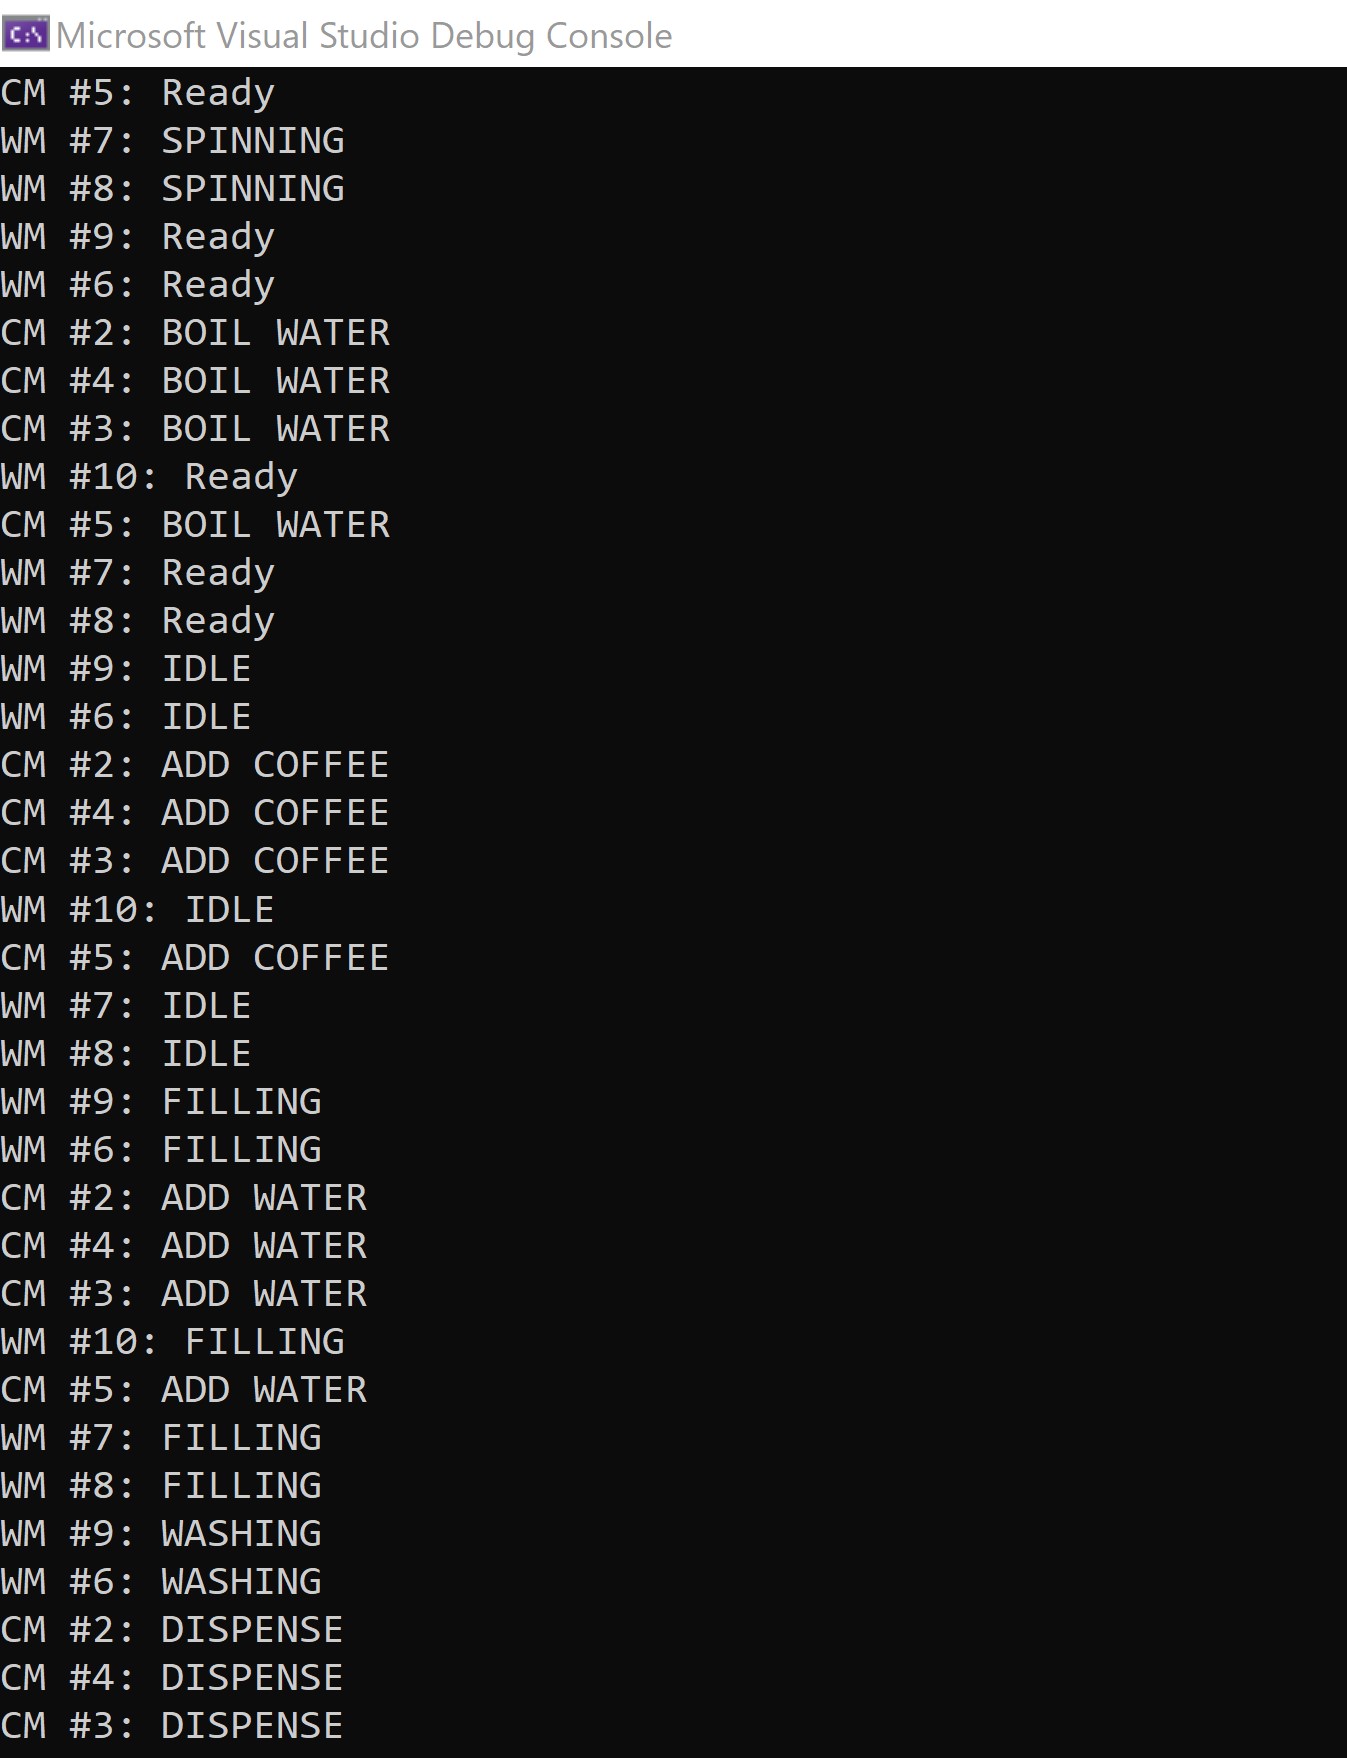 C:\ Microsoft Visual Studio Debug Console
CM #5: Ready
WM #7: SPINNING
WM #8: SPINNING
WM #9: Ready
WM #6: Ready
CM #2: BOIL WATER
CM #4: BOIL WATER
CM #3: BOIL WATER
WM #10: Ready
CM #5: BOIL WATER
WM #7: Ready
WM #8: Ready
WM #9: IDLE
WM #6: IDLE
CM #2: ADD COFFEE
CM #4: ADD COFFEE
CM #3: ADD COFFEE
WM #10: IDLE
CM #5: ADD COFFEE
WM #7: IDLE
WM #8: IDLE
WM #9: FILLING
WM #6: FILLING
CM #2: ADD WATER
CM #4: ADD WATER
CM #3: ADD WATER
WM #10: FILLING
CM #5: ADD WATER
WM #7: FILLING
WM #8: FILLING
WM #9: WASHING
WM #6: WASHING
CM #2: DISPENSE
CM #4: DISPENSE
CM #3: DISPENSE